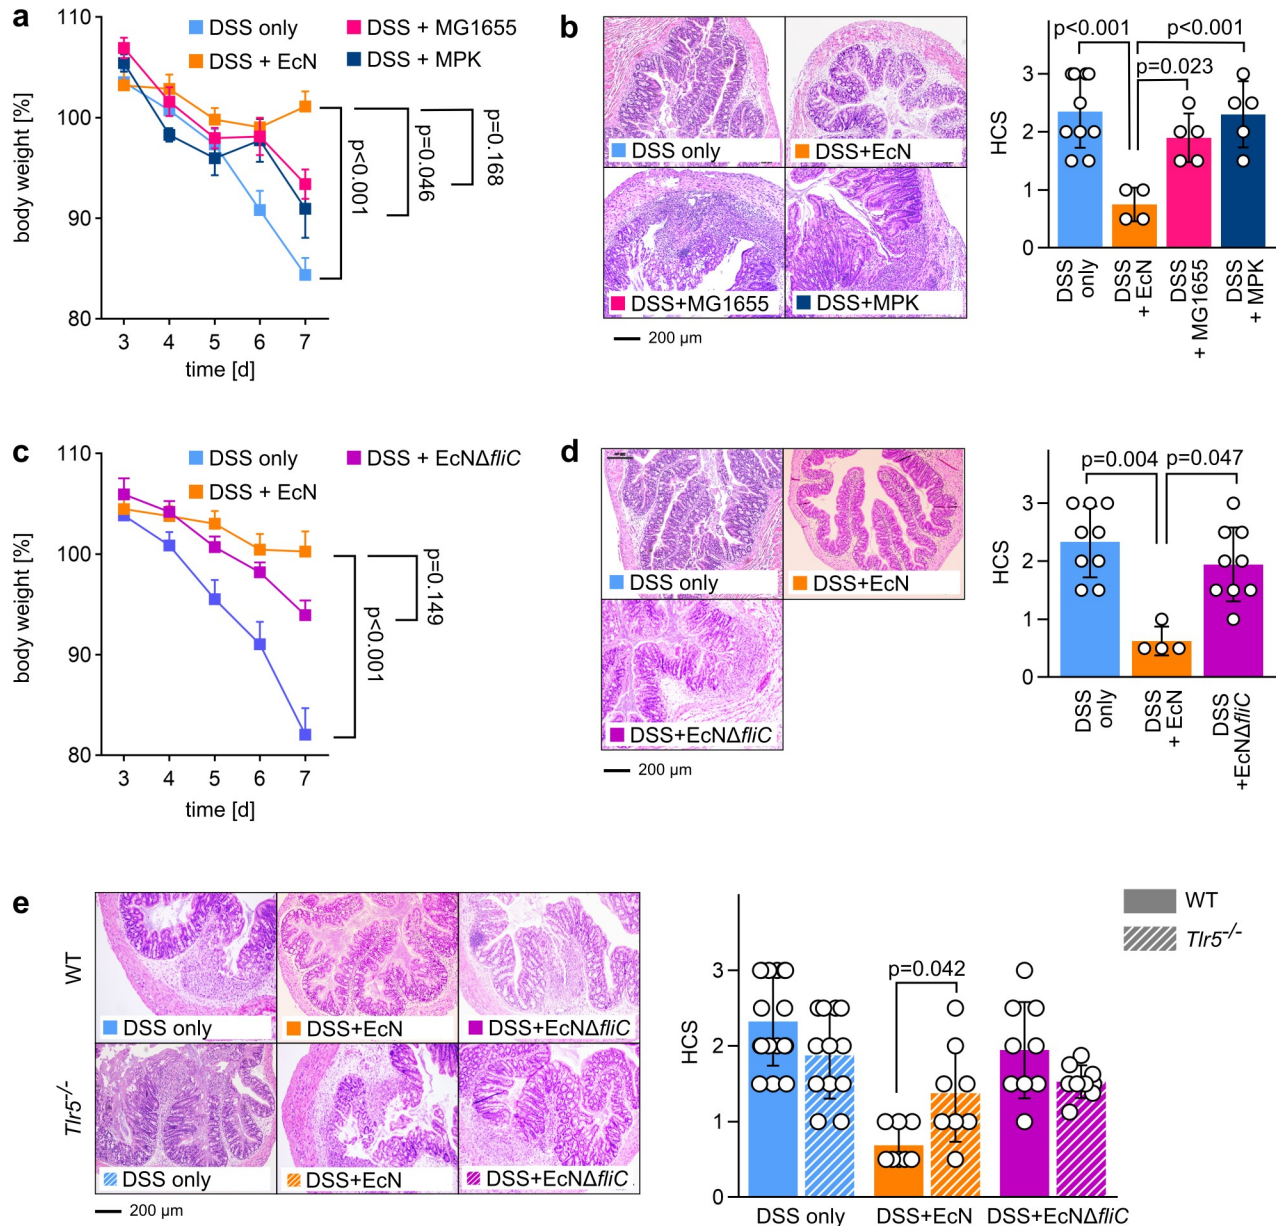 a
110
100
90
80
body weight [%]
3 4 5 6 7
time [d]
DSS only
DSS + EcN
DSS + MG1655
DSS + MPK
p<0.001
p=0.046
p=0.168
b
DSS only
DSS+EcN
DSS+MG1655
DSS+MPK
200 µm
p<0.001
p<0.001
p=0.023
HCS
3
2
1
0
DSS
only
DSS
+ EcN
DSS
+ MG1655
DSS
+ MPK
c
110
100
90
80
body weight [%]
3 4 5 6 7
time [d]
DSS only
DSS + EcN
DSS + EcNΔfliC
p<0.001
p=0.149
d
DSS only
DSS+EcN
DSS+EcNΔfliC
200 µm
p=0.004
p=0.047
HCS
3
2
1
0
DSS
only
DSS
+ EcN
DSS
+EcNΔfliC
e
WT
DSS only
DSS+EcN
DSS+EcNΔfliC
Tlr5-/-
DSS only
DSS+EcN
DSS+EcNΔfliC
200 µm
WT
Tlr5-/-
p=0.042
HCS
3
2
1
0
DSS only
DSS+EcN
DSS+EcNΔfliC